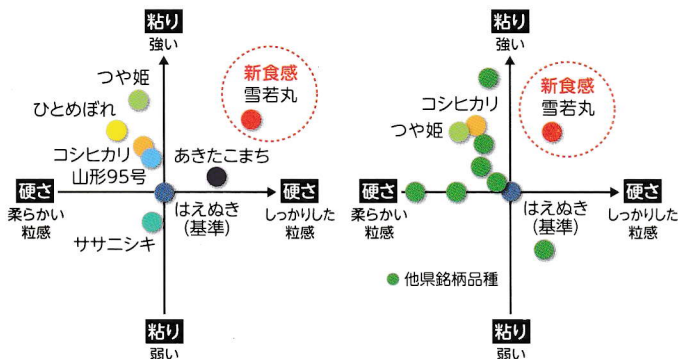 粘り
強い
新食感
雪若丸
つや姫
ひとめぼれ
コシヒカリ
山形95号
あきたこまち
硬さ
柔らかい
粒感
硬さ
しっかりした
粒感
はえぬき
(基準)
ササニシキ
粘り
弱い
粘り
強い
新食感
雪若丸
コシヒカリ
つや姫
硬さ
柔らかい
粒感
硬さ
しっかりした
粒感
はえぬき
(基準)
他県銘柄品種
粘り
弱い